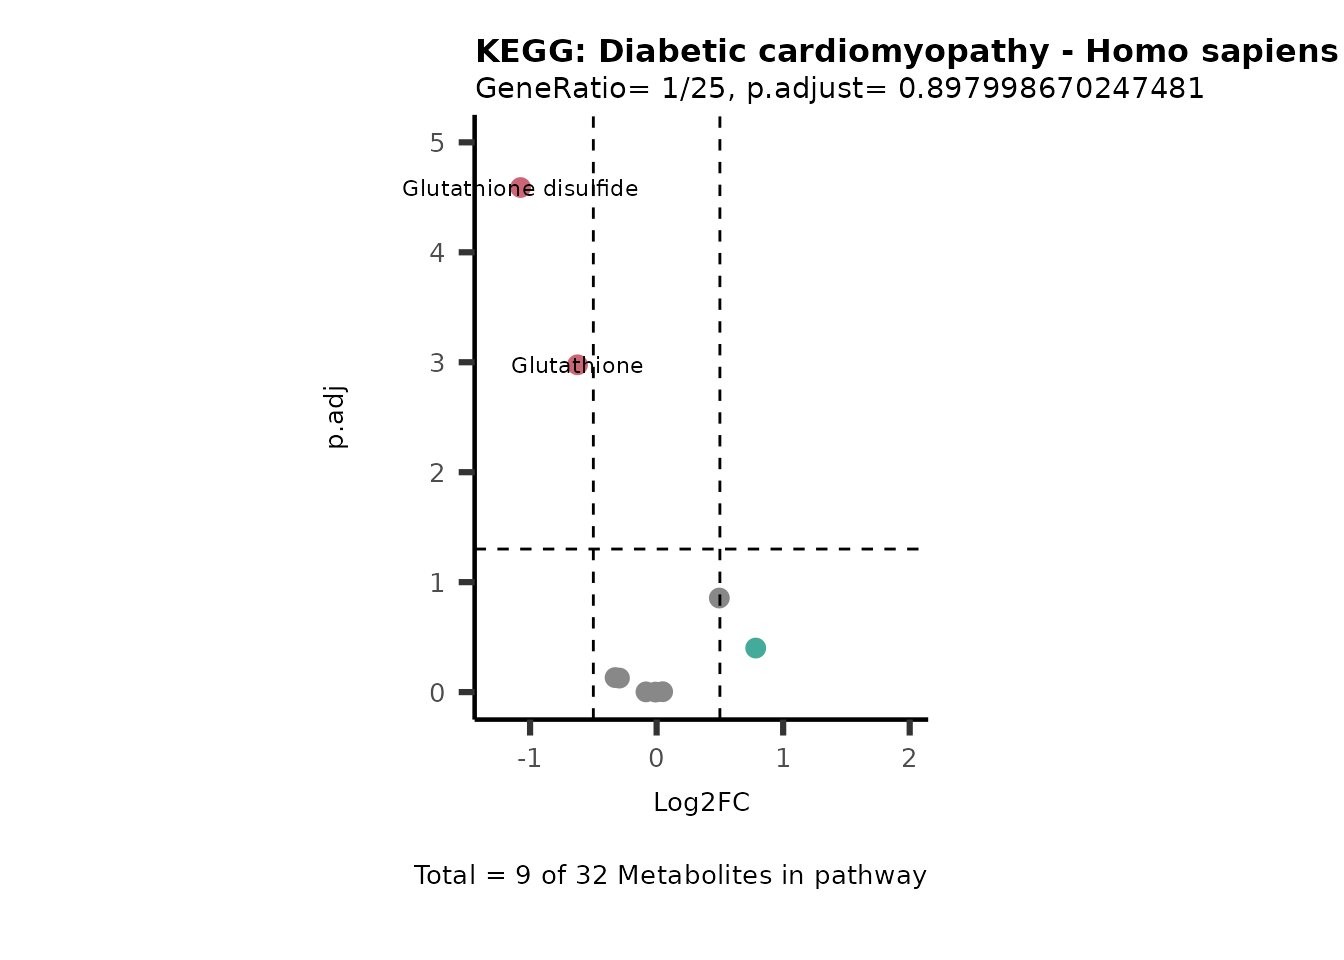 KEGG: Diabetic cardiomyopathy - Homo sapiens
GeneRatio= 1/25, p.adjust= 0.897998670247481
5
Glutathione disulfide
4
3
Glutathione
p.adj
2
1
0
-1 0 1 2
Log2FC
Total = 9 of 32 Metabolites in pathway